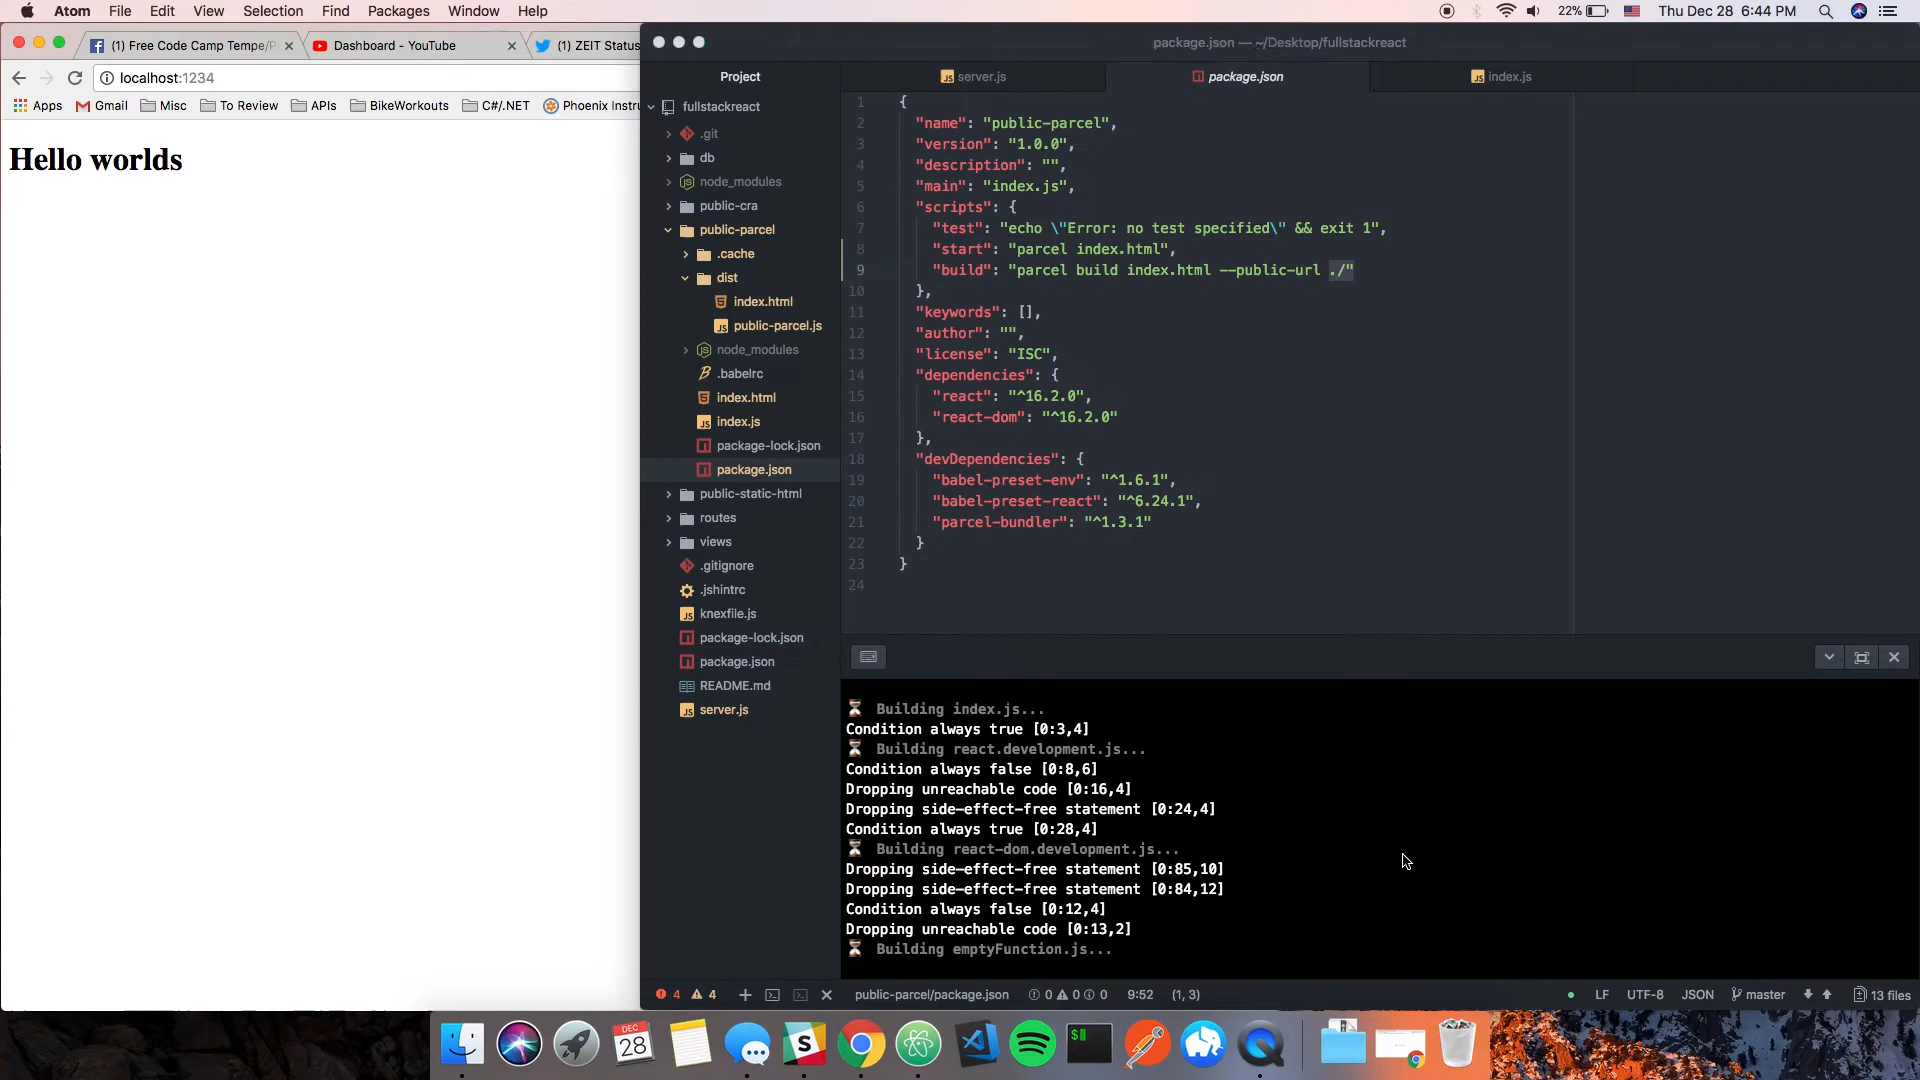 Atom File Edit View Selection Find Packages Window Help
22% Thu Dec 28 6:44 PM
(1) Free Code Camp Tempe/P
Dashboard - YouTube
(1) ZEIT Status
localhost:1234
Apps Gmail Misc To Review APIs BikeWorkouts C#/.NET Phoenix Instru
Hello worlds
package.json — ~/Desktop/fullstackreact
Project
fullstackreact
.git
db
node_modules
public-cra
public-parcel
.cache
dist
index.html
public-parcel.js
node_modules
.babelrc
index.html
index.js
package-lock.json
package.json
public-static-html
routes
views
.gitignore
.jshintrc
knexfile.js
package-lock.json
package.json
README.md
server.js
server.js package.json index.js
1 {
2 "name": "public-parcel",
3 "version": "1.0.0",
4 "description": "",
5 "main": "index.js",
6 "scripts": {
7 "test": "echo \"Error: no test specified\" && exit 1",
8 "start": "parcel index.html",
9 "build": "parcel build index.html --public-url ./"
10 },
11 "keywords": [],
12 "author": "",
13 "license": "ISC",
14 "dependencies": {
15 "react": "^16.2.0",
16 "react-dom": "^16.2.0"
17 },
18 "devDependencies": {
19 "babel-preset-env": "^1.6.1",
20 "babel-preset-react": "^6.24.1",
21 "parcel-bundler": "^1.3.1"
22 }
23 }
24
Building index.js...
Condition always true [0:3,4]
Building react.development.js...
Condition always false [0:8,6]
Dropping unreachable code [0:16,4]
Dropping side-effect-free statement [0:24,4]
Condition always true [0:28,4]
Building react-dom.development.js...
Dropping side-effect-free statement [0:85,10]
Dropping side-effect-free statement [0:84,12]
Condition always false [0:12,4]
Dropping unreachable code [0:13,2]
Building emptyFunction.js...
4 4 public-parcel/package.json 0 0 0 9:52 (1, 3) LF UTF-8 JSON master 13 files
DEC
28
$